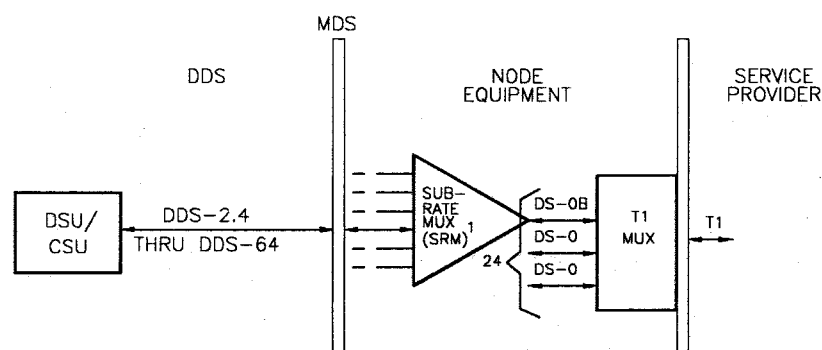 MDS
DDS
NODE
EQUIPMENT
SERVICE
PROVIDER
DSU/
CSU
DDS-2.4
THRU DDS-64
SUB-
RATE
MUX
(SRM)1
24
DS-0B
DS-0
DS-0
T1
MUX
T1